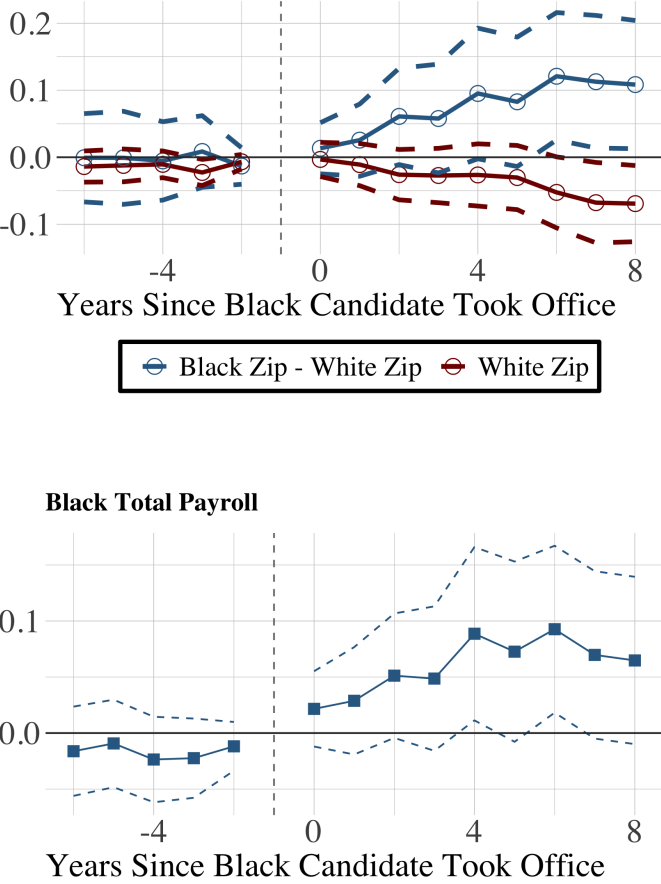 0.2
0.1
0.0
-0.1
-4 0 4 8
Years Since Black Candidate Took Office
Black Zip - White Zip White Zip
Black Total Payroll
0.1
0.0
-4 0 4 8
Years Since Black Candidate Took Office